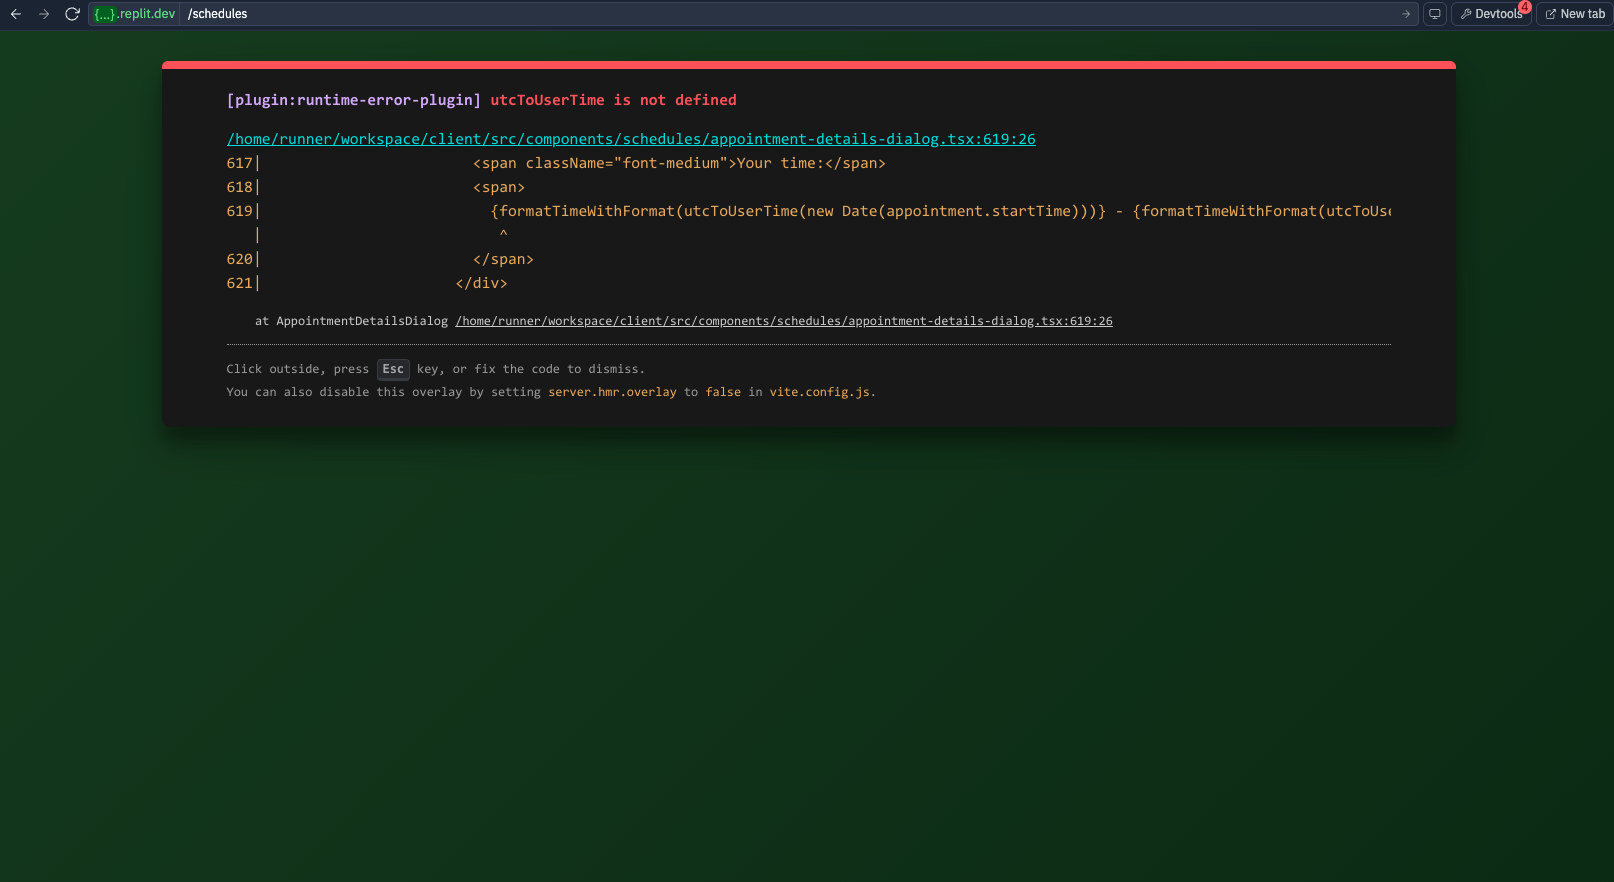 {...}.replit.dev /schedules Devtools 4 New tab
[plugin:runtime-error-plugin] utcToUserTime is not defined
/home/runner/workspace/client/src/components/schedules/appointment-details-dialog.tsx:619:26
617|                        <span className="font-medium">Your time:</span>
618|                        <span>
619|                          {formatTimeWithFormat(utcToUserTime(new Date(appointment.startTime)))} - {formatTimeWithFormat(utcToUse
   |                           ^
620|                        </span>
621|                      </div>
at AppointmentDetailsDialog /home/runner/workspace/client/src/components/schedules/appointment-details-dialog.tsx:619:26
Click outside, press Esc key, or fix the code to dismiss.
You can also disable this overlay by setting server.hmr.overlay to false in vite.config.js.